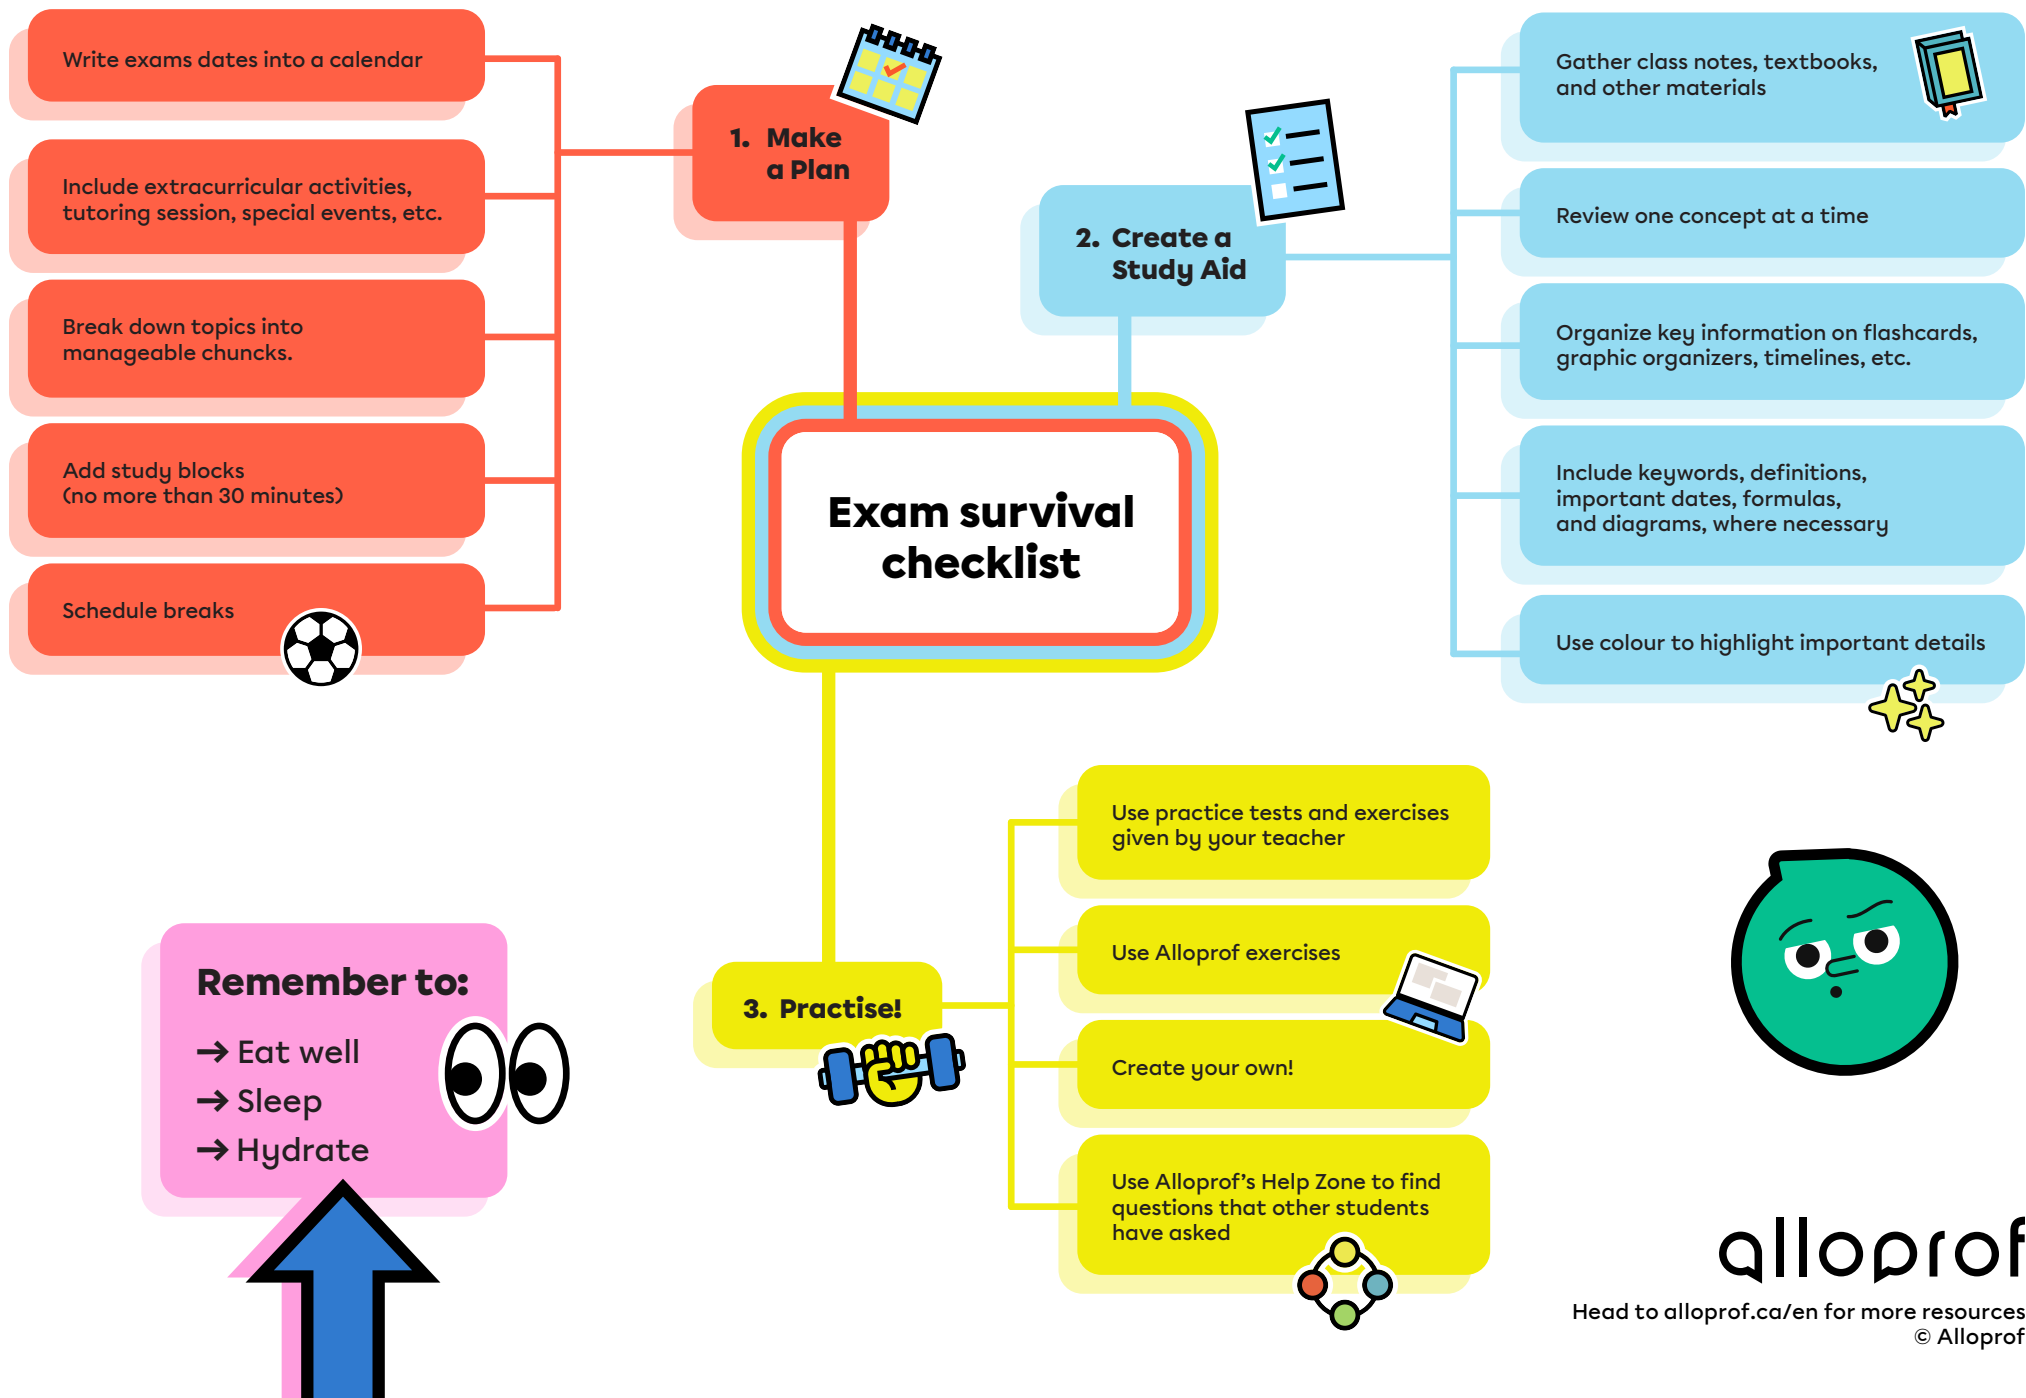 Exam survival
checklist
1. Make
a Plan
Write exams dates into a calendar
Include extracurricular activities,
tutoring session, special events, etc.
Break down topics into
manageable chuncks.
Add study blocks
(no more than 30 minutes)
Schedule breaks
2. Create a
Study Aid
Gather class notes, textbooks,
and other materials
Review one concept at a time
Organize key information on flashcards,
graphic organizers, timelines, etc.
Include keywords, definitions,
important dates, formulas,
and diagrams, where necessary
Use colour to highlight important details
3. Practise!
Use practice tests and exercises
given by your teacher
Use Alloprof exercises
Create your own!
Use Alloprof’s Help Zone to find
questions that other students
have asked
Remember to:
→ Eat well
→ Sleep
→ Hydrate
alloprof
Head to alloprof.ca/en for more resources
© Alloprof